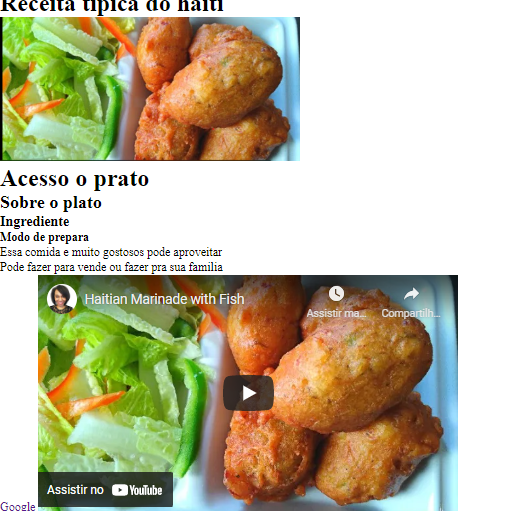 Receita tipica do haiti
Acesso o prato
Sobre o plato
Ingrediente
Modo de prepara
Essa comida e muito gostosos pode aproveitar
Pode fazer para vende ou fazer pra sua familia
Haitian Marinade with Fish
Assistir ma...
Compartilh...
Assistir no YouTube
Google